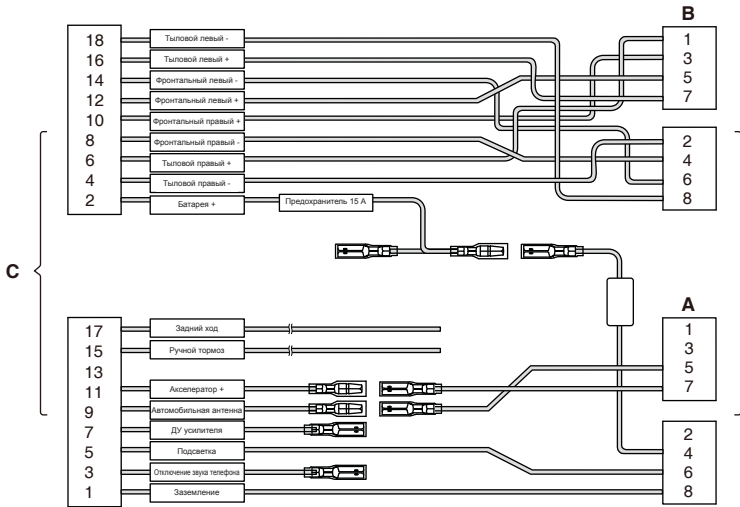 B
18 Тыловой левый - 1
16 Тыловой левый + 3
14 Фронтальный левый - 5
12 Фронтальный левый + 7
10 Фронтальный правый +
8 Фронтальный правый - 2
6 Тыловой правый + 4
4 Тыловой правый - 6
2 Батарея + Предохранитель 15 А 8
C
A
17 Задний ход 1
15 Ручной тормоз 3
13 5
11 Акселератор + 7
9 Автомобильная антенна
7 ДУ усилителя 2
5 Подсветка 4
3 Отключение звука телефона 6
1 Заземление 8